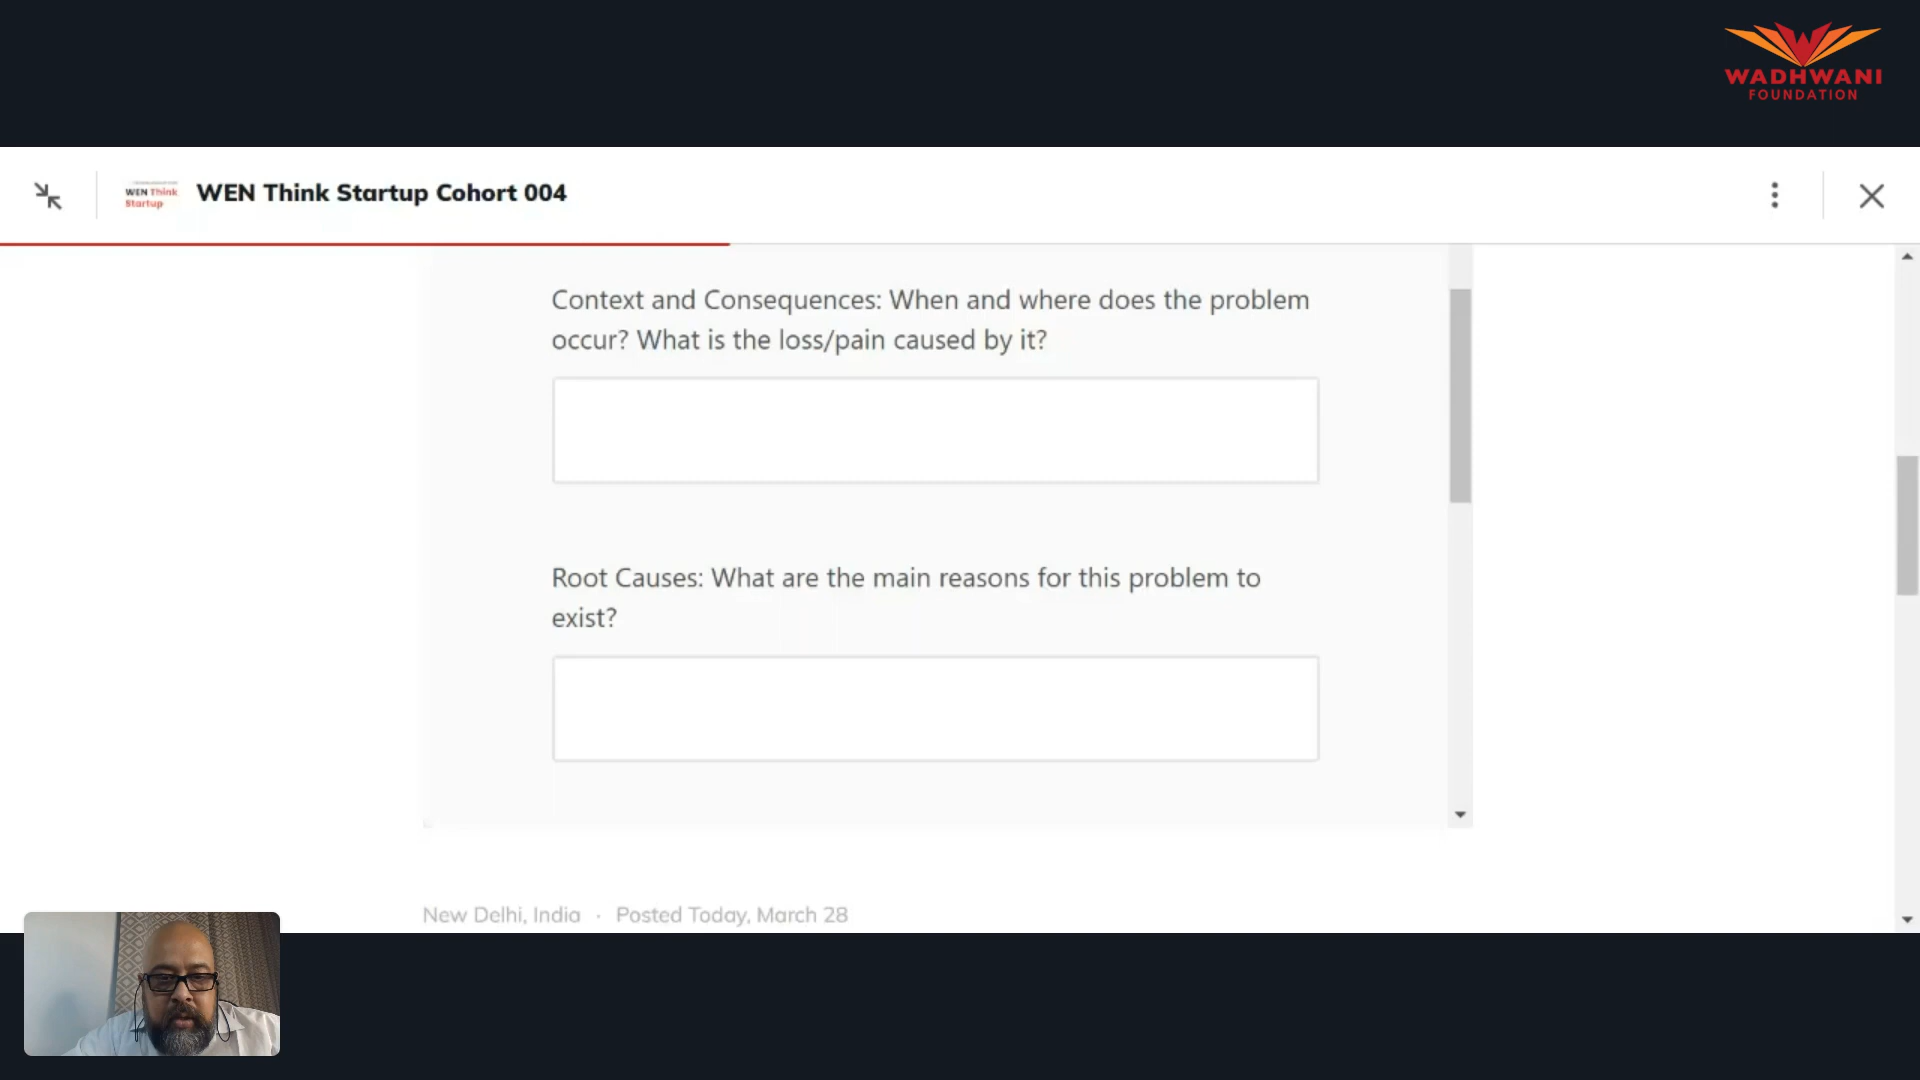 WADHWANI
FOUNDATION
WEN Think
Startup
WEN Think Startup Cohort 004
Context and Consequences: When and where does the problem
occur? What is the loss/pain caused by it?
Root Causes: What are the main reasons for this problem to
exist?
New Delhi, India · Posted Today, March 28